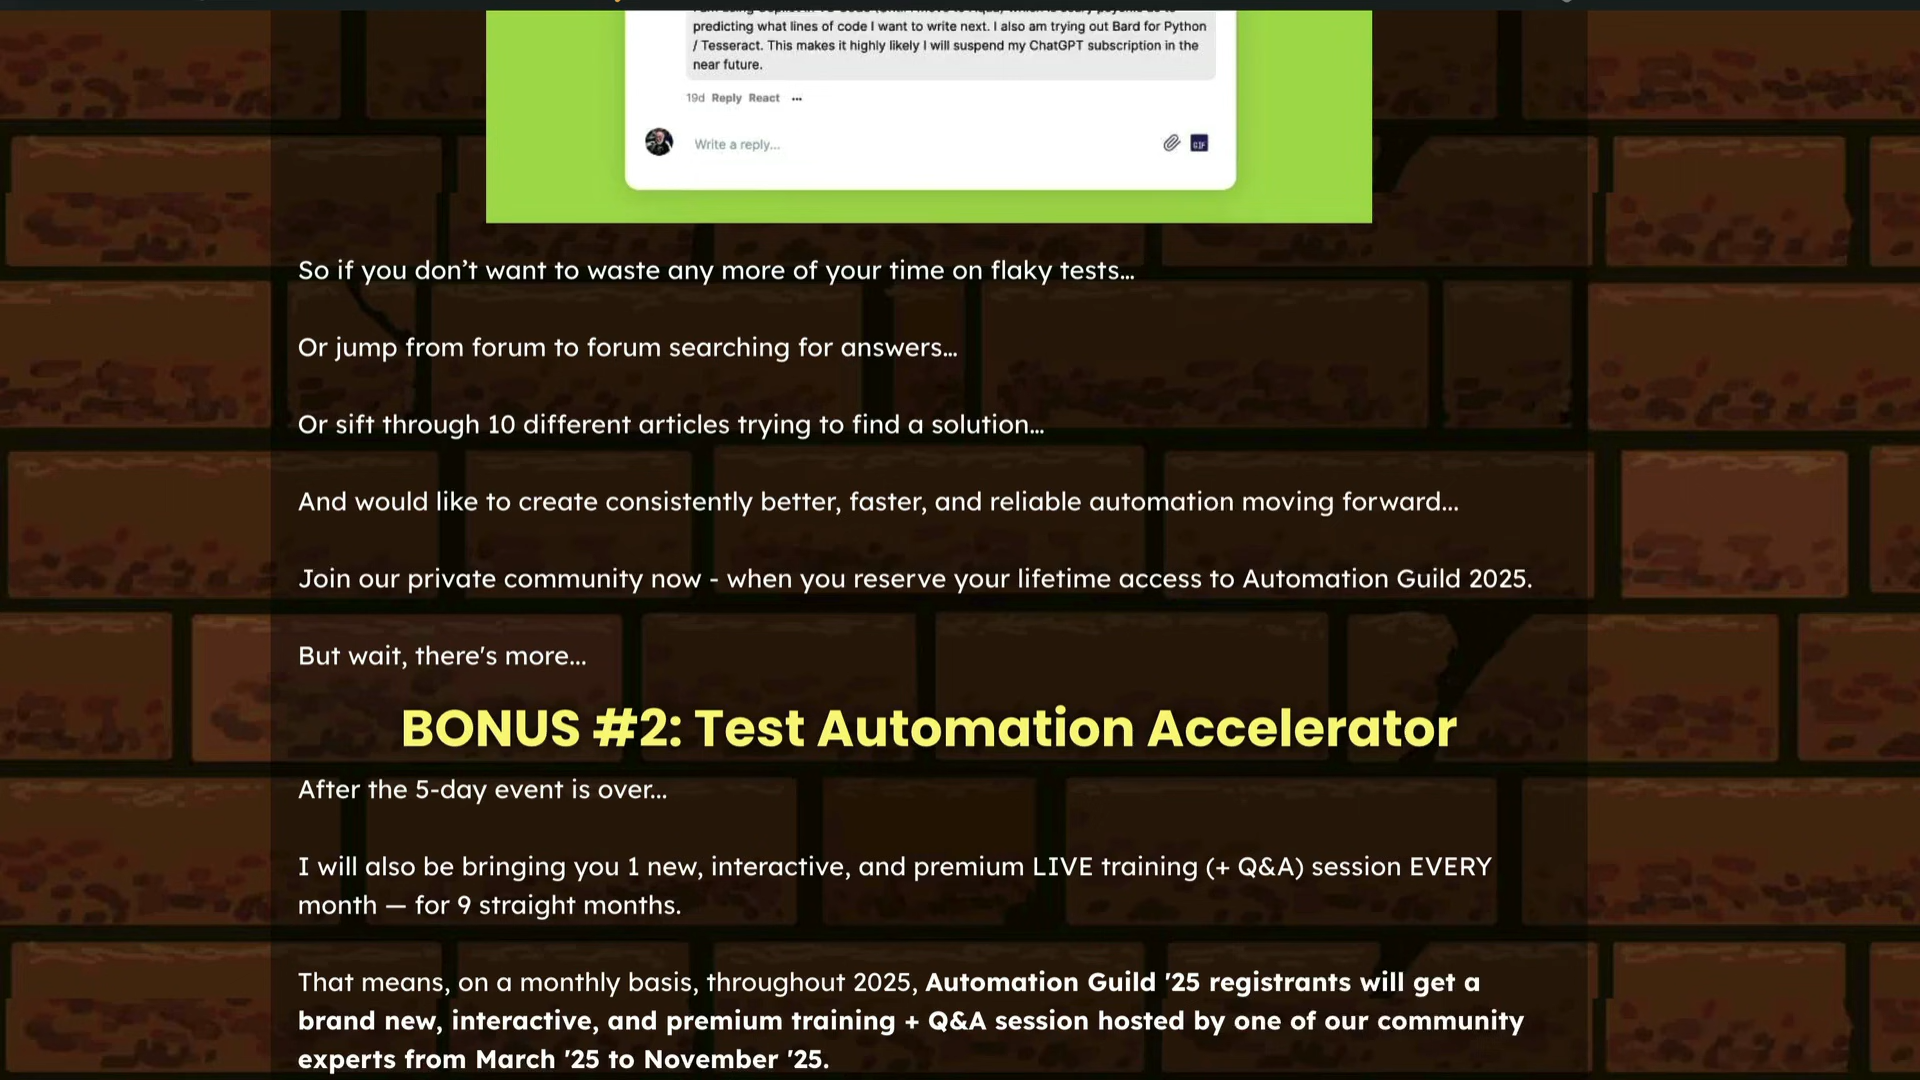 predicting what lines of code I want to write next. I also am trying out Bard for Python
/ Tesseract. This makes it highly likely I will suspend my ChatGPT subscription in the
near future.
19d Reply React ...
Write a reply...
GIF
So if you don’t want to waste any more of your time on flaky tests…
Or jump from forum to forum searching for answers…
Or sift through 10 different articles trying to find a solution…
And would like to create consistently better, faster, and reliable automation moving forward…
Join our private community now - when you reserve your lifetime access to Automation Guild 2025.
But wait, there's more…
BONUS #2: Test Automation Accelerator
After the 5-day event is over…
I will also be bringing you 1 new, interactive, and premium LIVE training (+ Q&A) session EVERY
month — for 9 straight months.
That means, on a monthly basis, throughout 2025, Automation Guild '25 registrants will get a
brand new, interactive, and premium training + Q&A session hosted by one of our community
experts from March '25 to November '25.